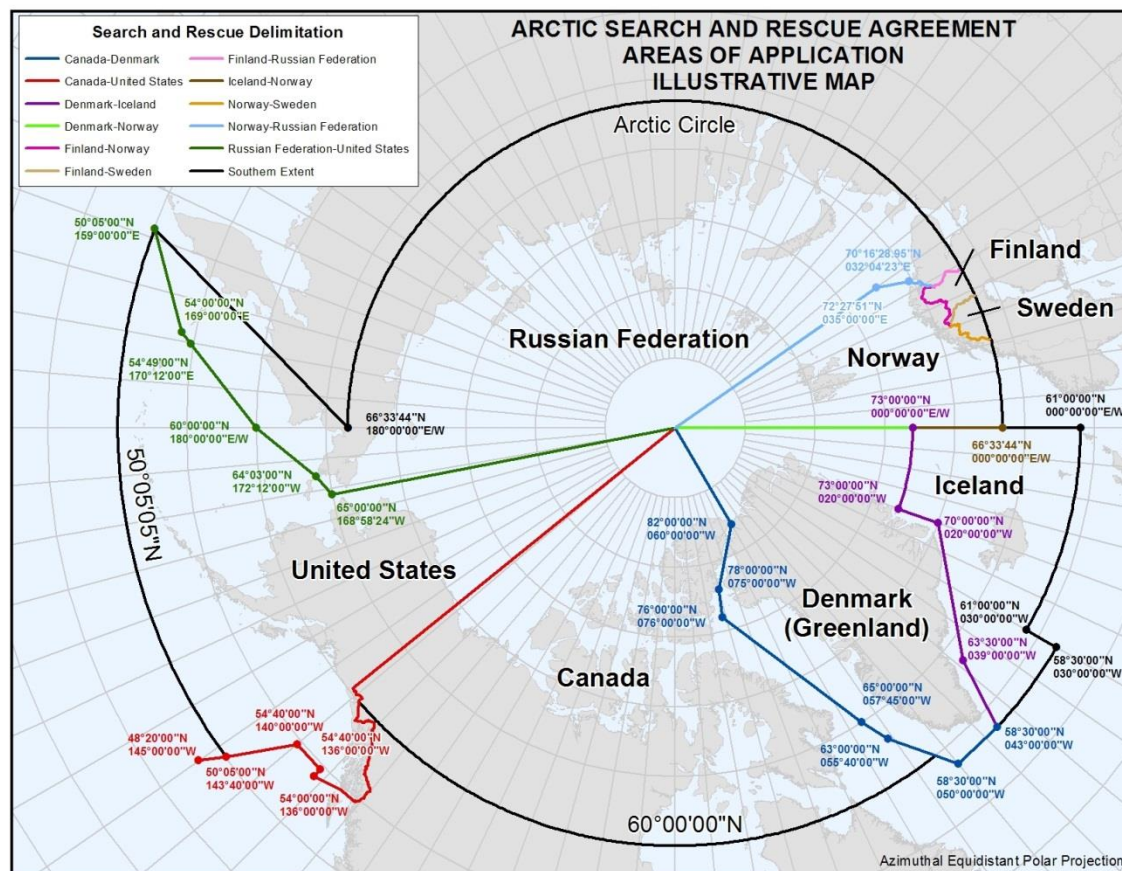 ARCTIC SEARCH AND RESCUE AGREEMENT
AREAS OF APPLICATION
ILLUSTRATIVE MAP
Search and Rescue Delimitation
Canada-Denmark
Canada-United States
Denmark-Iceland
Denmark-Norway
Finland-Norway
Finland-Sweden
Finland-Russian Federation
Iceland-Norway
Norway-Sweden
Norway-Russian Federation
Russian Federation-United States
Southern Extent
Arctic Circle
50°05'00"N
159°00'00"E
54°00'00"N
169°00'00"E
54°49'00"N
170°12'00"E
60°00'00"N
180°00'00"E/W
64°03'00"N
172°12'00"W
65°00'00"N
168°58'24"W
66°33'44"N
180°00'00"E/W
50°05'05"N
Russian Federation
70°16'28.95"N
032°04'23"E
72°27'51"N
035°00'00"E
Finland
Sweden
Norway
73°00'00"N
000°00'00"E/W
61°00'00"N
000°00'00"E/W
66°33'44"N
000°00'00"E/W
73°00'00"N
020°00'00"W
Iceland
70°00'00"N
020°00'00"W
82°00'00"N
060°00'00"W
78°00'00"N
075°00'00"W
76°00'00"N
076°00'00"W
United States
Denmark
(Greenland)
61°00'00"N
030°00'00"W
63°30'00"N
039°00'00"W
58°30'00"N
030°00'00"W
Canada
65°00'00"N
057°45'00"W
63°00'00"N
055°40'00"W
58°30'00"N
043°00'00"W
58°30'00"N
050°00'00"W
48°20'00"N
145°00'00"W
50°05'00"N
143°40'00"W
54°40'00"N
140°00'00"W
54°40'00"N
136°00'00"W
54°00'00"N
136°00'00"W
60°00'00"N
Azimuthal Equidistant Polar Projection